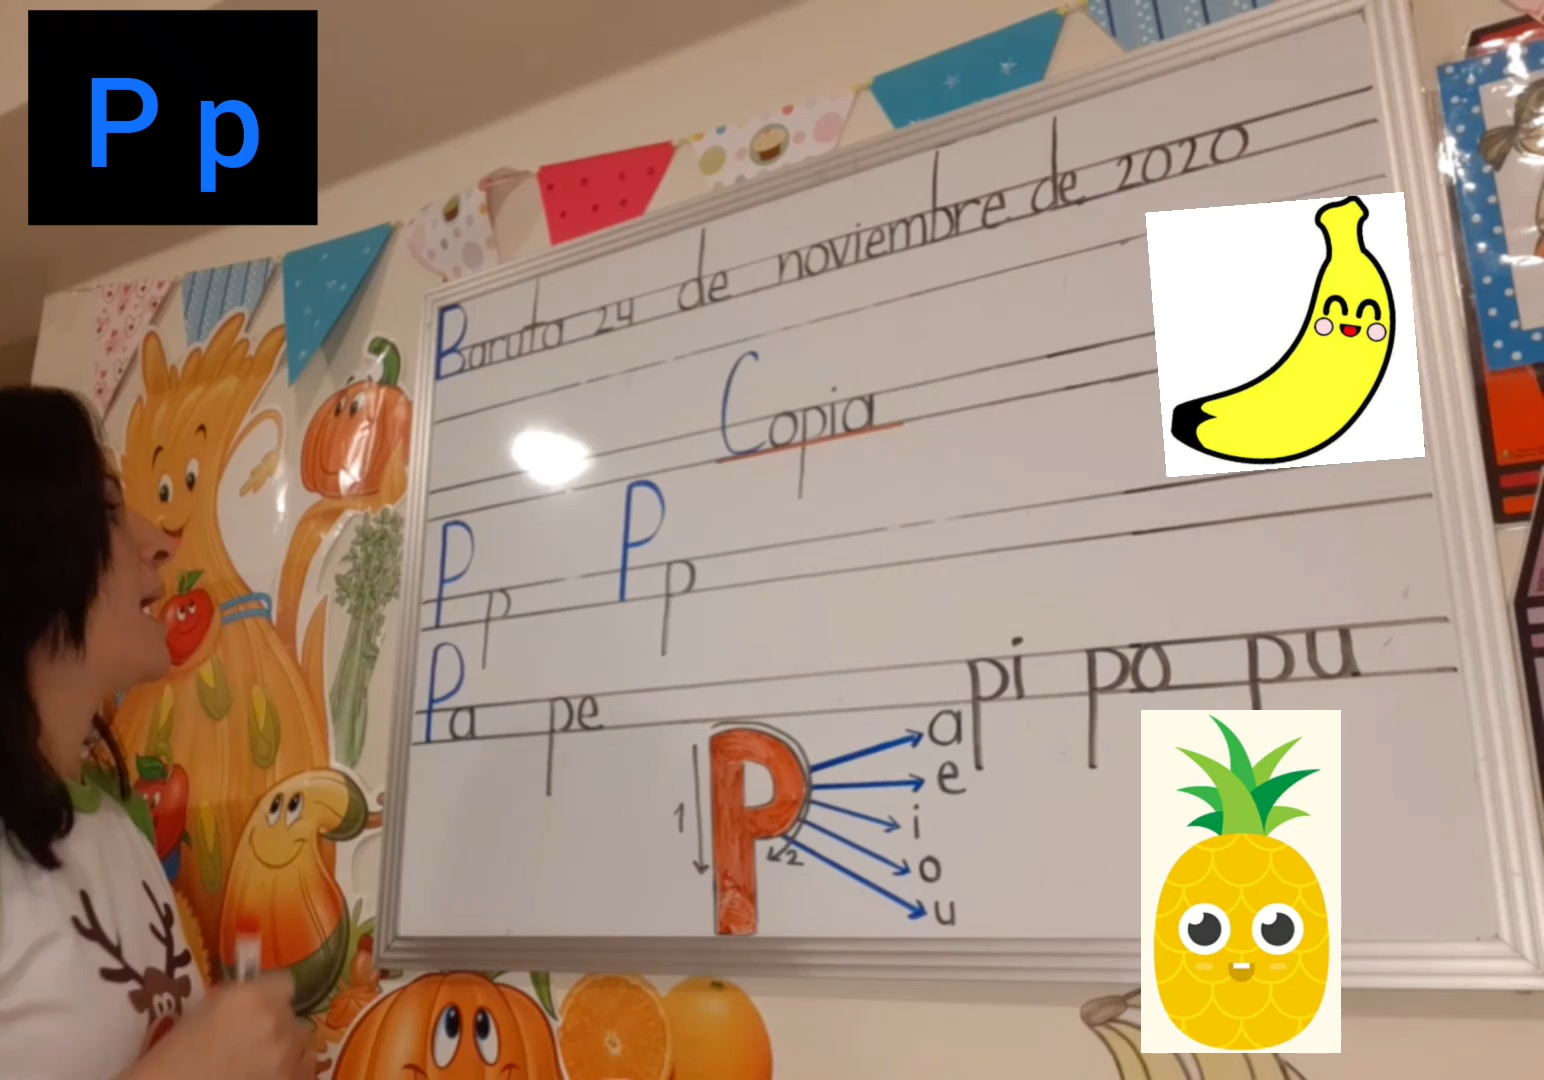 P p
Baruta 24 de noviembre de 2020
Copia
Pp Pp
Pa pe pi po pu
1 P 2
a
e
i
o
u